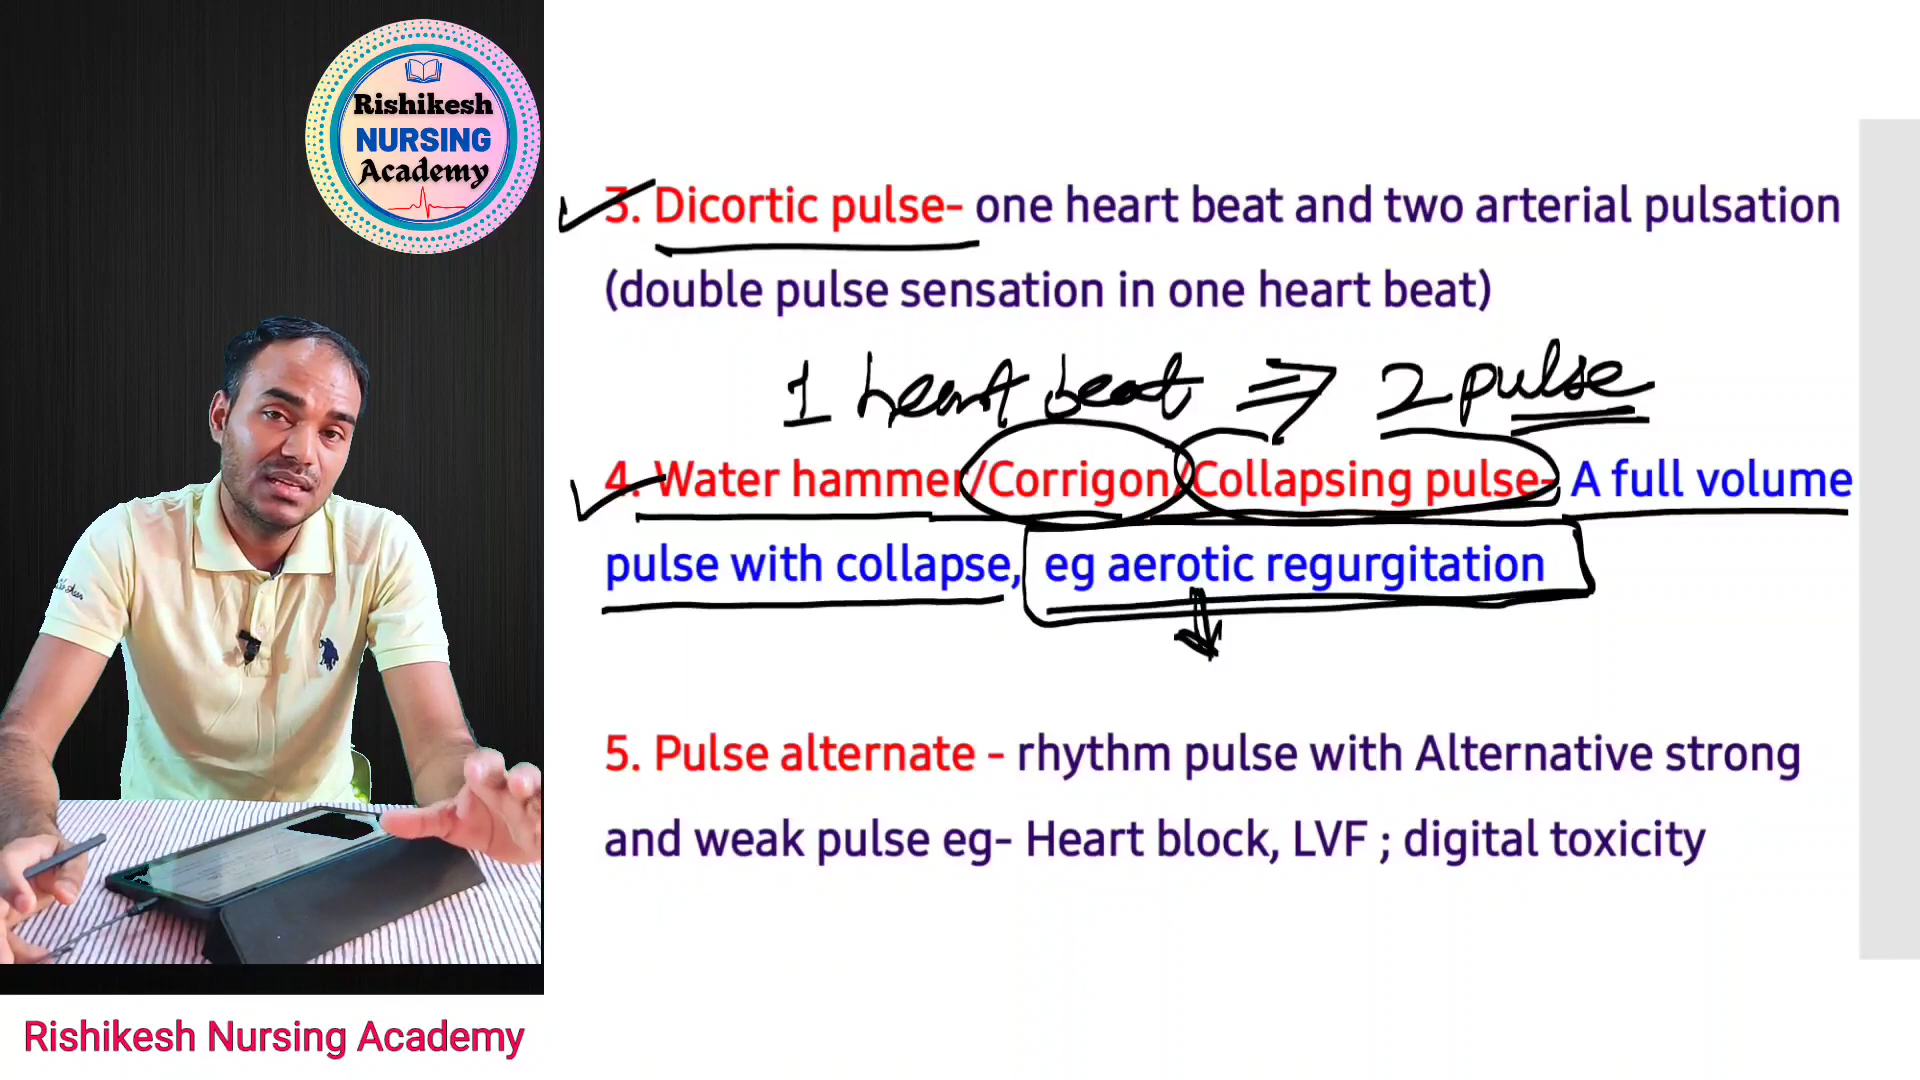 Rishikesh
NURSING
Academy
3. Dicortic pulse- one heart beat and two arterial pulsation
(double pulse sensation in one heart beat)
1 heart beat ⇒ 2 pulse
4. Water hammer/Corrigon/Collapsing pulse- A full volume
pulse with collapse, eg aerotic regurgitation
5. Pulse alternate - rhythm pulse with Alternative strong
and weak pulse eg- Heart block, LVF ; digital toxicity
Rishikesh Nursing Academy